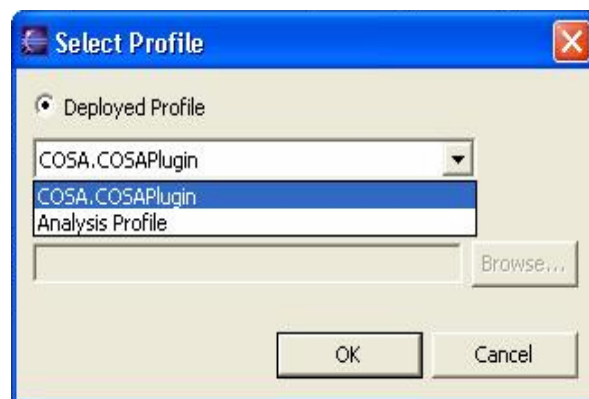 Select Profile
Deployed Profile
COSA.COSAPlugin
COSA.COSAPlugin
Analysis Profile
Browse...
OK
Cancel